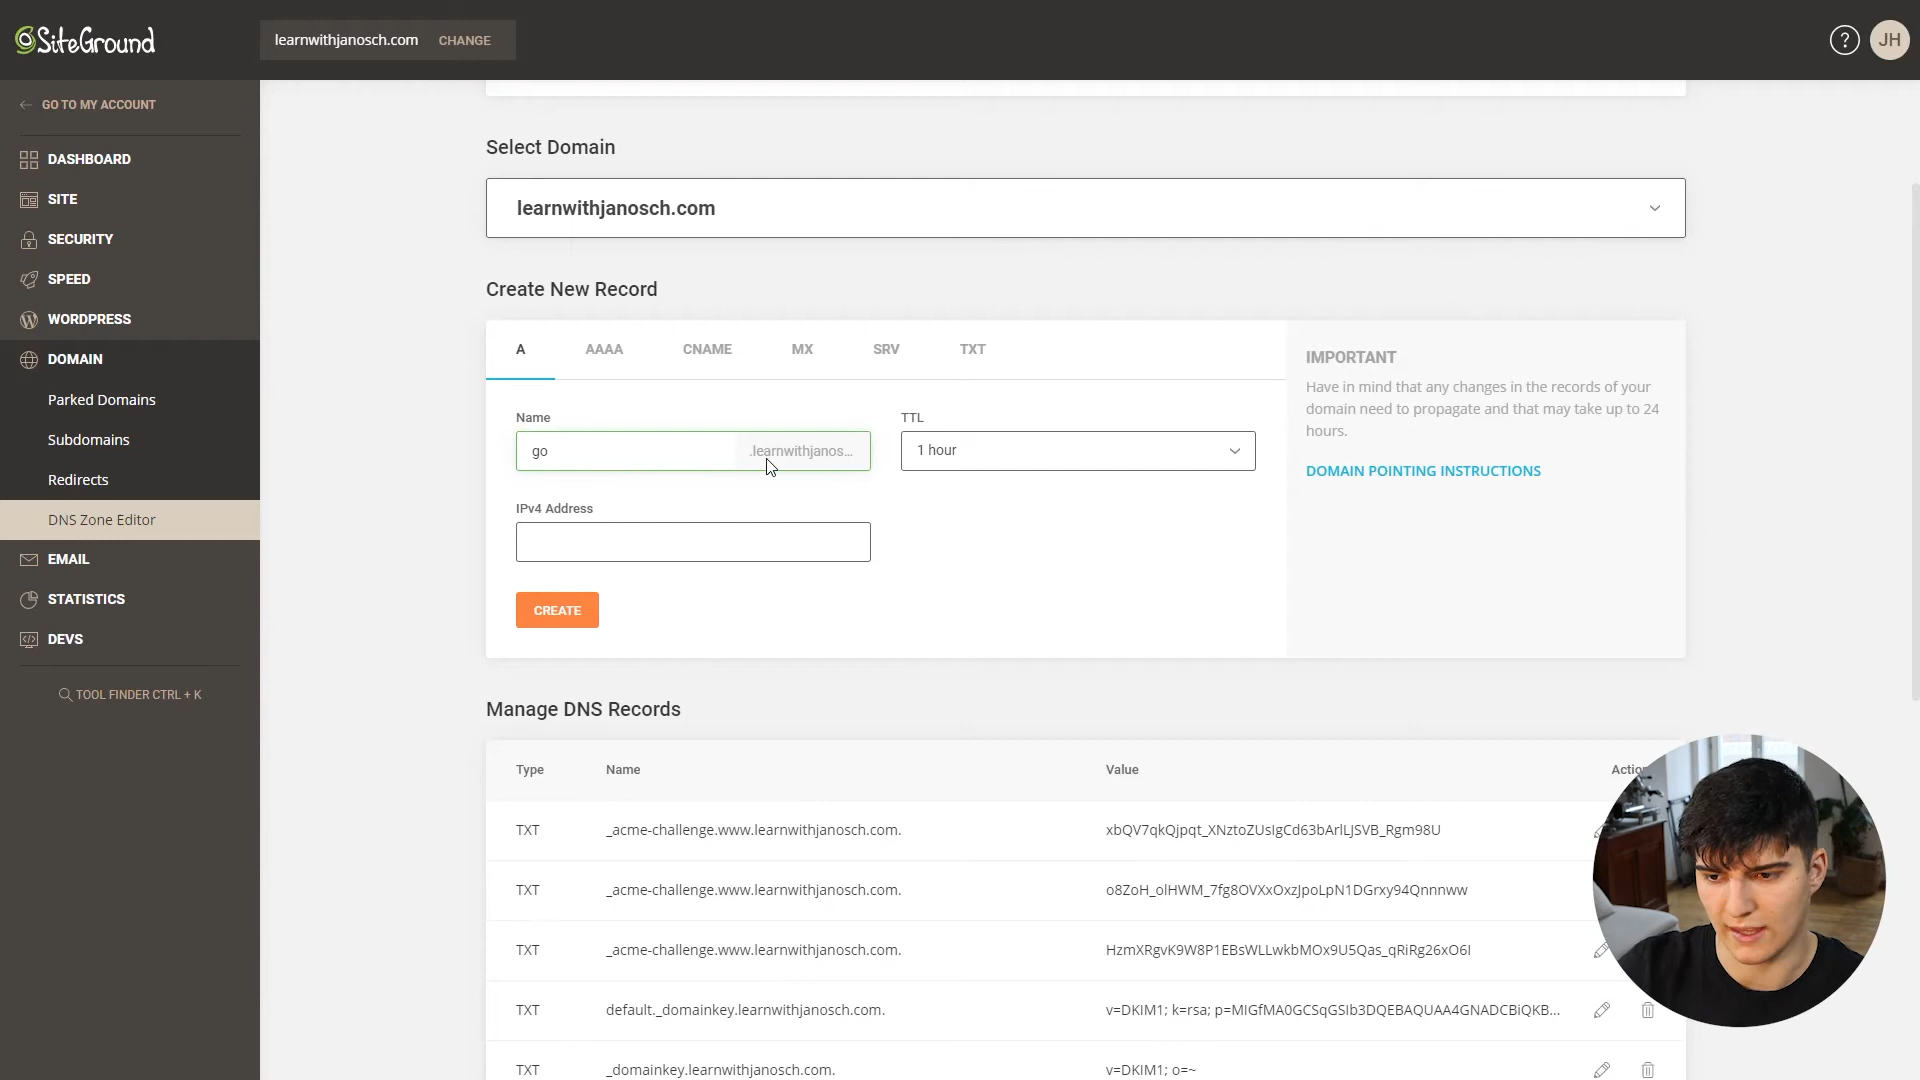 SiteGround
learnwithjanosch.com CHANGE
?
JH
GO TO MY ACCOUNT
DASHBOARD
SITE
SECURITY
SPEED
WORDPRESS
DOMAIN
Parked Domains
Subdomains
Redirects
DNS Zone Editor
EMAIL
STATISTICS
DEVS
TOOL FINDER CTRL + K
Select Domain
learnwithjanosch.com
Create New Record
A AAAA CNAME MX SRV TXT
Name
go .learnwithjanos...
TTL
1 hour
IPv4 Address
CREATE
IMPORTANT
Have in mind that any changes in the records of your
domain need to propagate and that may take up to 24
hours.
DOMAIN POINTING INSTRUCTIONS
Manage DNS Records
Type Name Value
TXT _acme-challenge.www.learnwithjanosch.com. xbQV7qkQjpqt_XNztoZUsIgCd63bArlLJSVB_Rgm98U
TXT _acme-challenge.www.learnwithjanosch.com. o8ZoH_olHWM_7fg8OVXxOxzJpoLpN1DGrxy94Qnnnww
TXT _acme-challenge.www.learnwithjanosch.com. HzmXRgvK9W8P1EBsWLLwkbMOx9U5Qas_qRiRg26xO6I
TXT default._domainkey.learnwithjanosch.com. v=DKIM1; k=rsa; p=MIGfMA0GCSqGSIb3DQEBAQUAA4GNADCBiQKB...
TXT _domainkey.learnwithjanosch.com. v=DKIM1; o=~